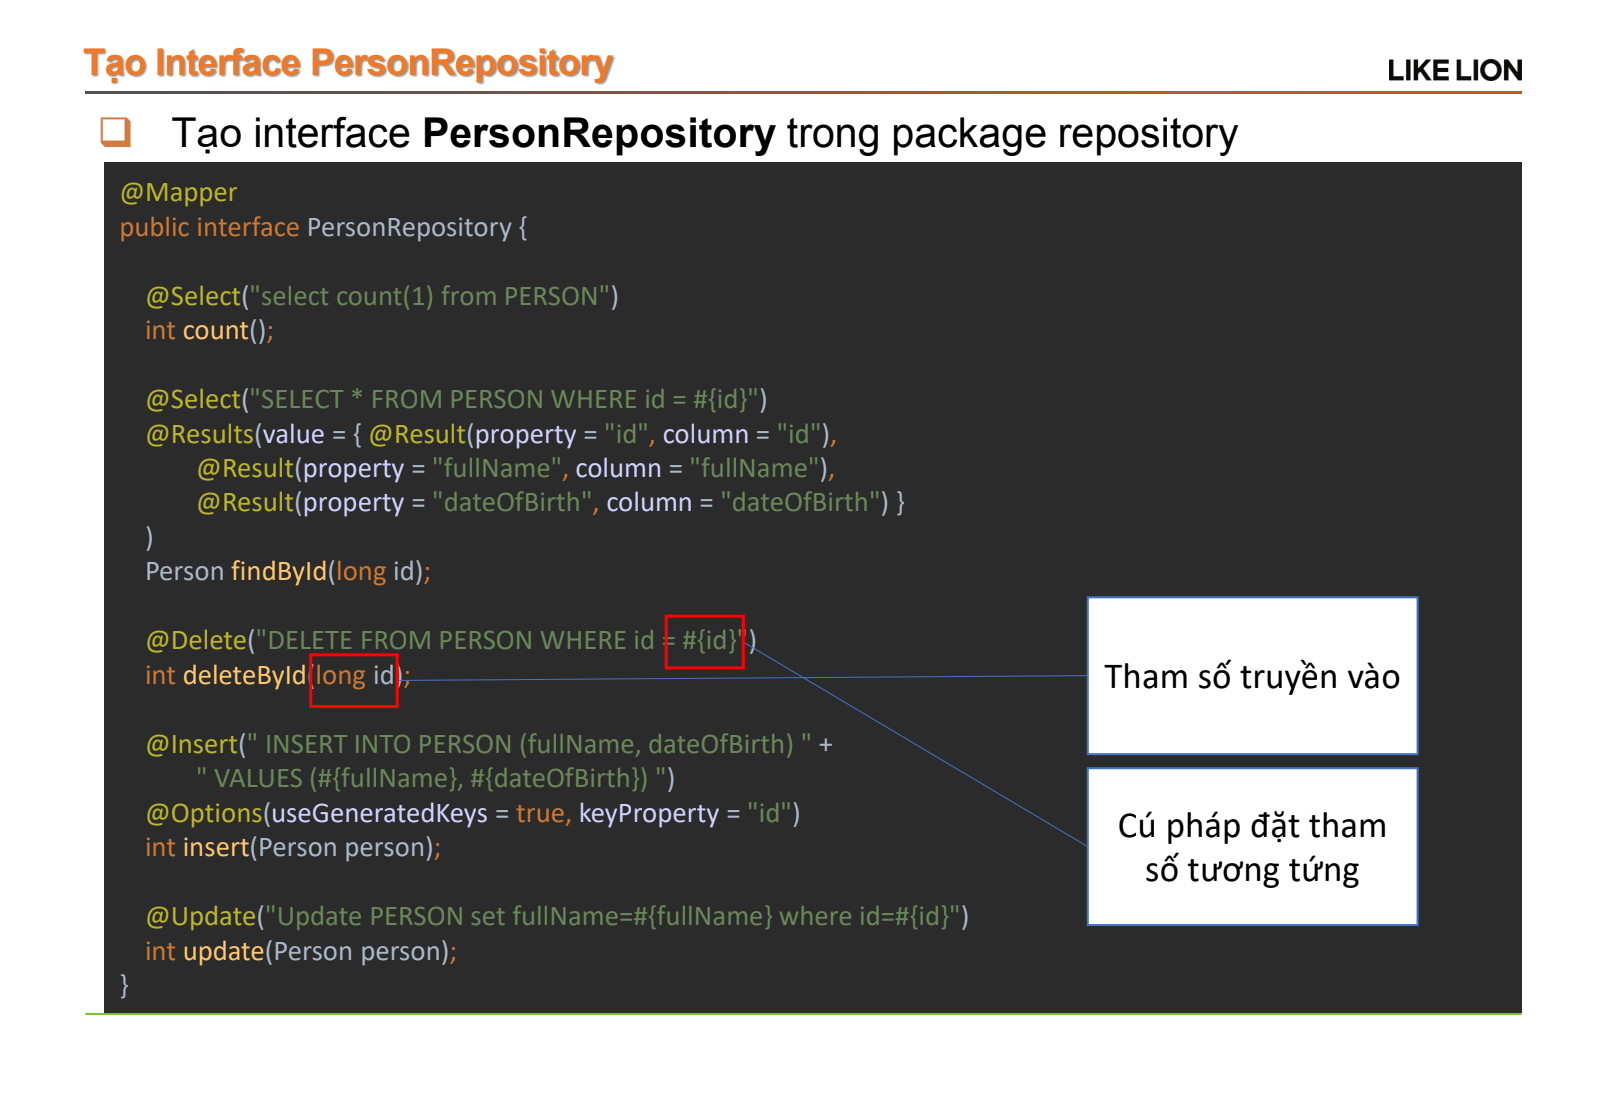 Tạo Interface PersonRepository
LIKE LION
Tạo interface PersonRepository trong package repository
@Mapper
public interface PersonRepository {
@Select("select count(1) from PERSON")
int count();
@Select("SELECT * FROM PERSON WHERE id = #{id}")
@Results(value = { @Result(property = "id", column = "id"),
@Result(property = "fullName", column = "fullName"),
@Result(property = "dateOfBirth", column = "dateOfBirth") }
)
Person findById(long id);
@Delete("DELETE FROM PERSON WHERE id = #{id}")
int deleteById(long id);
@Insert(" INSERT INTO PERSON (fullName, dateOfBirth) " +
" VALUES (#{fullName}, #{dateOfBirth}) ")
@Options(useGeneratedKeys = true, keyProperty = "id")
int insert(Person person);
@Update("Update PERSON set fullName=#{fullName} where id=#{id}")
int update(Person person);
}
Tham số truyền vào
Cú pháp đặt tham
số tương tứng